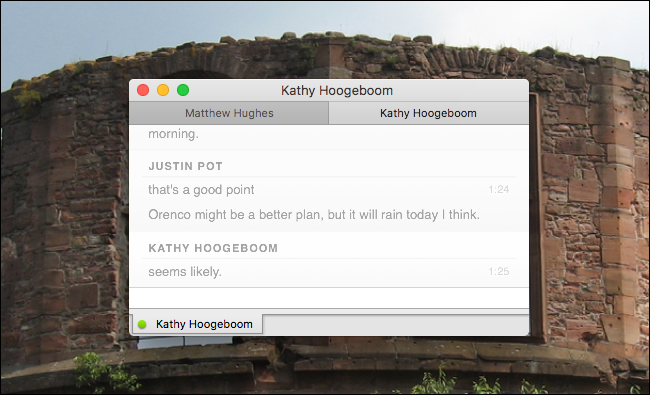 Kathy Hoogeboom
Matthew Hughes
Kathy Hoogeboom
morning.
JUSTIN POT
that's a good point 1:24
Orenco might be a better plan, but it will rain today I think.
KATHY HOOGEBOOM
seems likely. 1:25
Kathy Hoogeboom